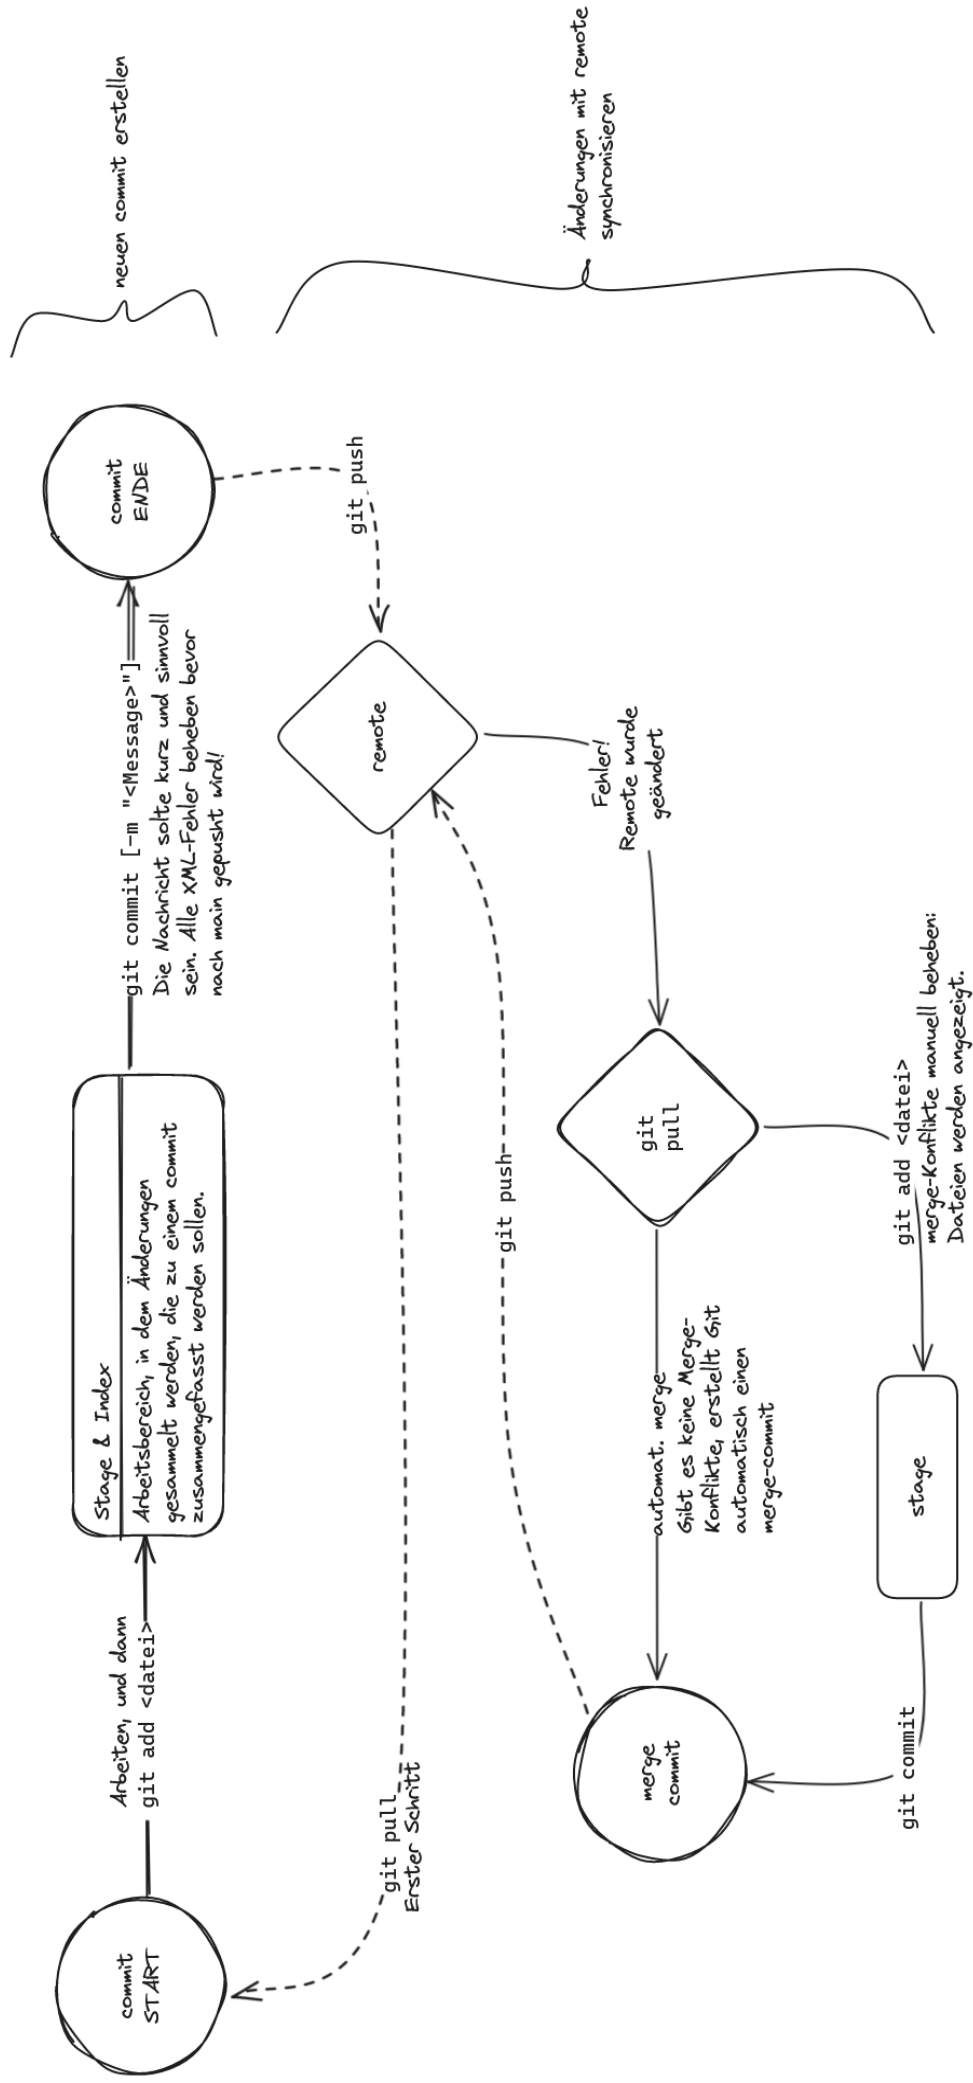 commit
START
Arbeiten, und dann
git add <datei>
Stage & Index
Arbeitsbereich, in dem Änderungen
gesammelt werden, die zu einem commit
zusammengefasst werden sollen.
git commit [-m "<Message>"]
Die Nachricht solte kurz und sinnvoll
sein. Alle XML-Fehler beheben bevor
nach main gepusht wird!
commit
ENDE
neuen commit erstellen
git pull
Erster Schritt
remote
git push
git push
Fehler!
Remote wurde
geändert
Änderungen mit remote
synchronisieren
merge
commit
automat. merge
Gibt es keine Merge-
Konflikte, erstellt Git
automatisch einen
merge-commit
git
pull
git commit
stage
git add <datei>
merge-Konflikte manuell beheben:
Dateien werden angezeigt.